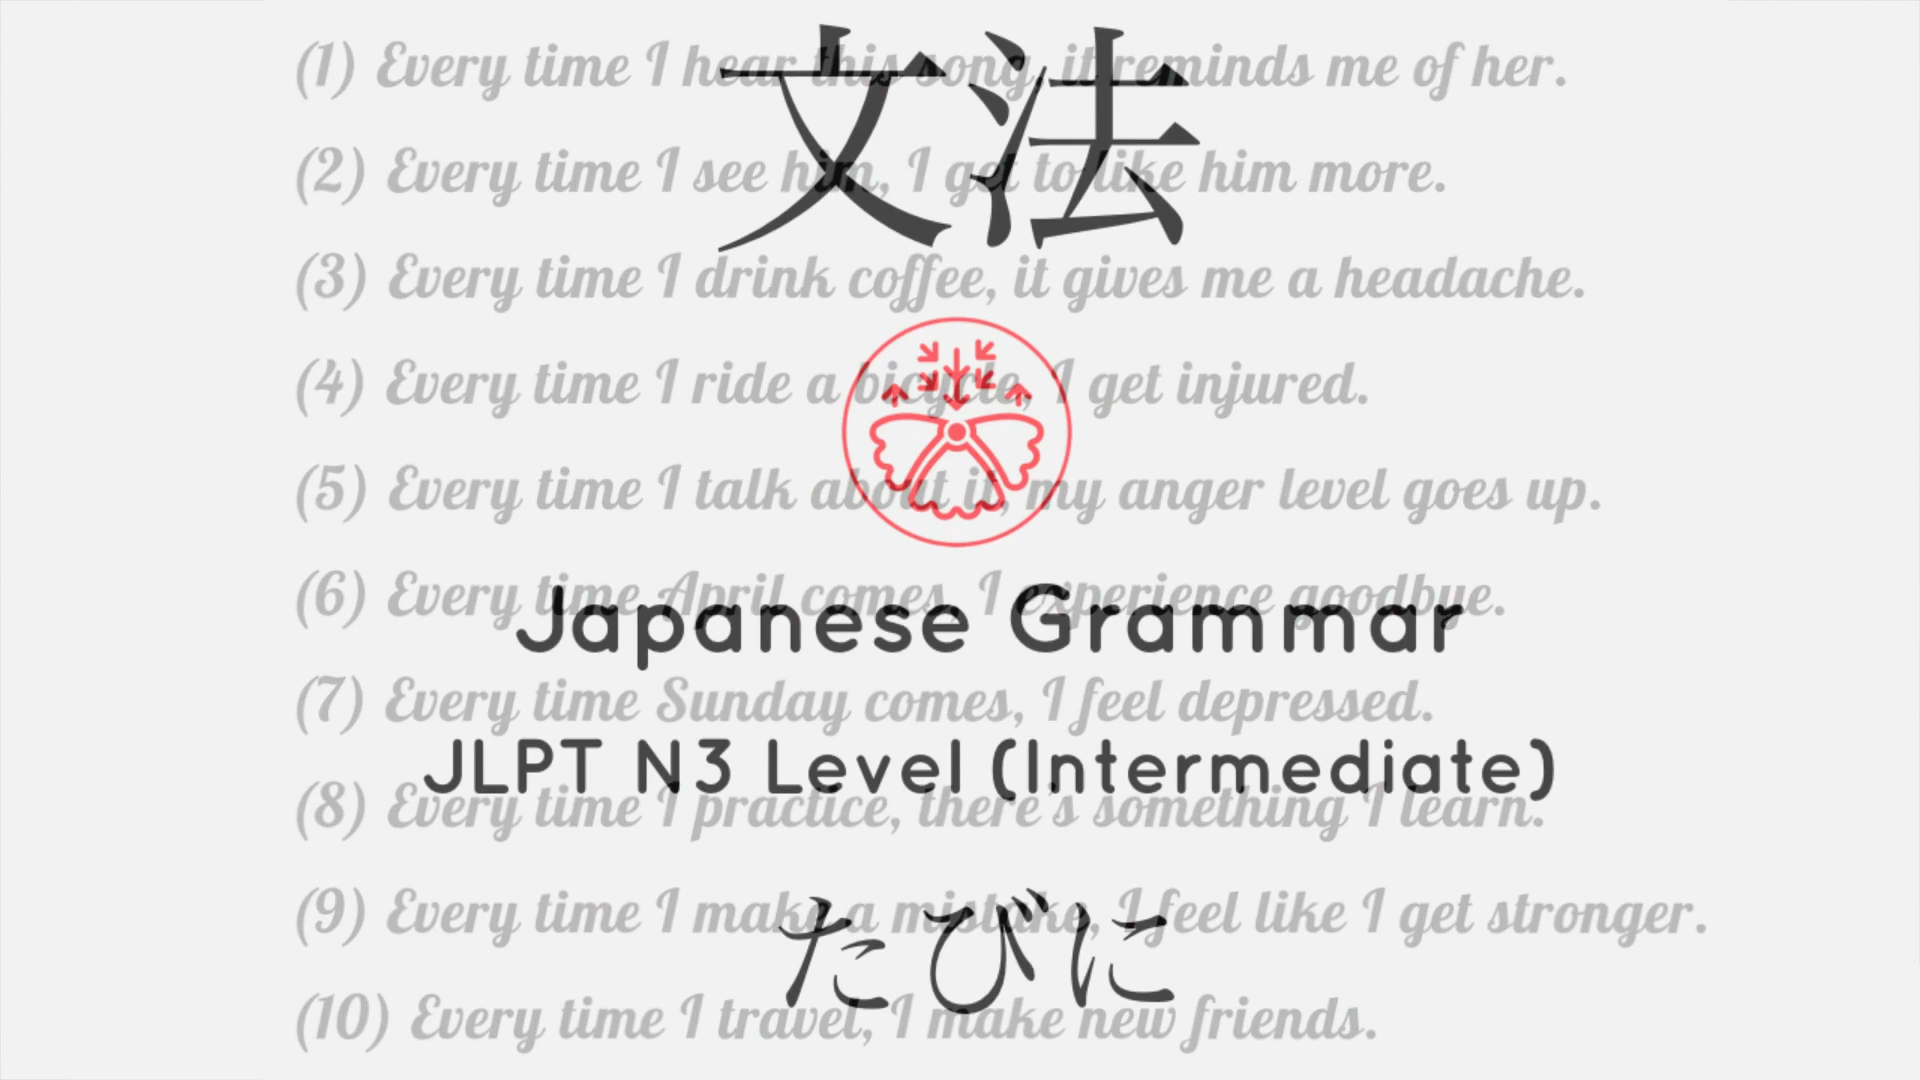 文法
(1) Every time I hear this song, it reminds me of her.
(2) Every time I see him, I get to like him more.
(3) Every time I drink coffee, it gives me a headache.
(4) Every time I ride a bicycle, I get injured.
(5) Every time I talk about it, my anger level goes up.
(6) Every time April comes, I experience goodbye.
Japanese Grammar
(7) Every time Sunday comes, I feel depressed.
JLPT N3 Level (Intermediate)
(8) Every time I practice, there's something I learn.
(9) Every time I make a mistake, I feel like I get stronger.
たびに
(10) Every time I travel, I make new friends.